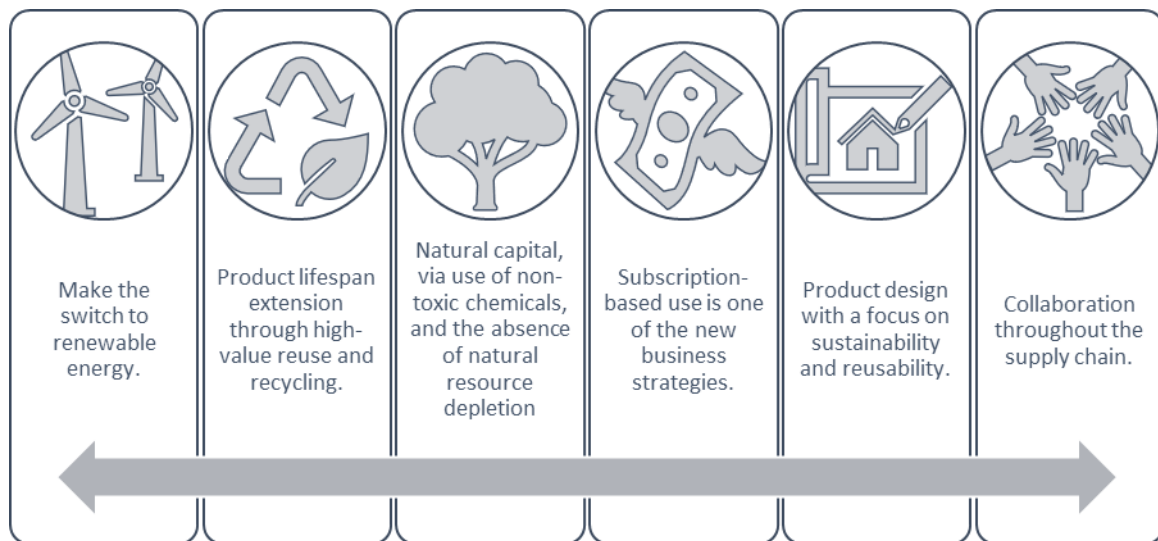 Make the
switch to
renewable
energy.
Product lifespan
extension
through high-
value reuse and
recycling.
Natural capital,
via use of non-
toxic chemicals,
and the absence
of natural
resource
depletion
Subscription-
based use is one
of the new
business
strategies.
Product design
with a focus on
sustainability
and reusability.
Collaboration
throughout the
supply chain.